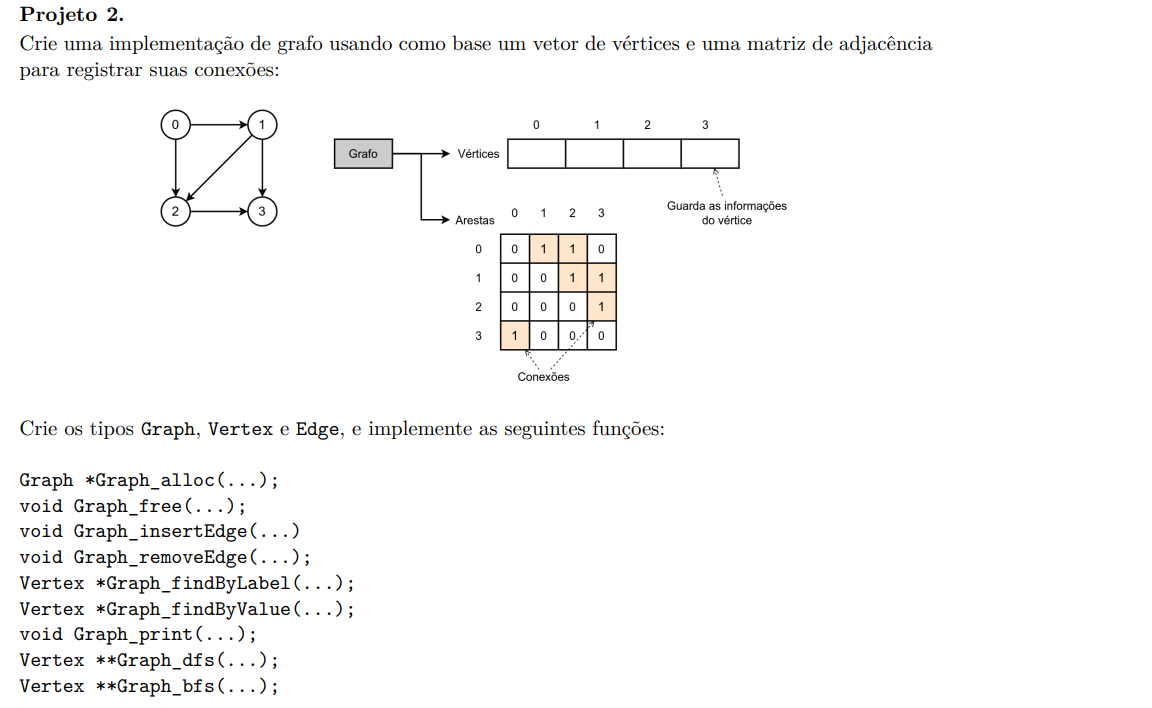 Projeto 2.
Crie uma implementação de grafo usando como base um vetor de vértices e uma matriz de adjacência
para registrar suas conexões:
0 1
2 3
0 1 2 3
Grafo Vértices
Guarda as informações
do vértice
0 1 2 3
Arestas
0 0 1 1 0
1 0 0 1 1
2 0 0 0 1
3 1 0 0 0
Conexões
Crie os tipos Graph, Vertex e Edge, e implemente as seguintes funções:
Graph *Graph_alloc(...);
void Graph_free(...);
void Graph_insertEdge(...)
void Graph_removeEdge(...);
Vertex *Graph_findByLabel(...);
Vertex *Graph_findByValue(...);
void Graph_print(...);
Vertex **Graph_dfs(...);
Vertex **Graph_bfs(...);